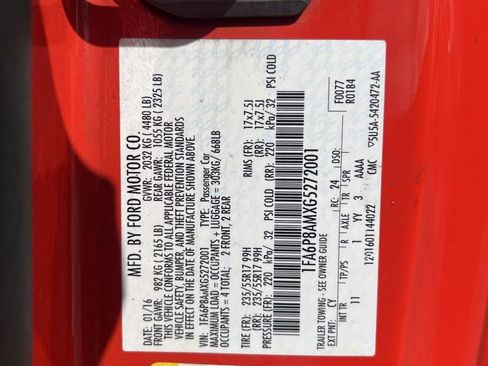 MFD. BY FORD MOTOR CO.
01/16
GVWR: 2032 KG ( 4480 LB)
FRONT GAWR: 982 KG ( 2165 LB)
REAR GAWR: 1055 KG ( 2325 LB)
THIS VEHICLE CONFORMS TO ALL APPLICABLE FEDERAL MOTOR
VEHICLE SAFETY, BUMPER, AND THEFT PREVENTION STANDARDS
IN EFFECT ON THE DATE OF MANUFACTURE SHOWN ABOVE.
VIN: 1FA6P8AMXG5272001 TYPE: Passenger Car
MAXIMUM LOAD = OCCUPANTS + LUGGAGE = 303KG/ 668LB
OCCUPANTS = 4 TOTAL: 2 FRONT, 2 REAR
TIRE (FR): 235/55R17 99H RIMS (FR): 17x7.5J
(RR): 235/55R17 99H (RR): 17x7.5J
PRESSURE (FR): 220 kPa/ 32 PSI COLD (RR): 220 kPa/ 32 PSI COLD
1FA6P8AMXG5272001
TRAILER TOWING - SEE OWNER GUIDE
F0077
R0184
EXT PNT: CY RC: 24 DSO:
INT TR TP/PS R AXLE TR SPR
11 1 YY 3 AAAA
1201601144022 CMC
5U5A-5420472-AA